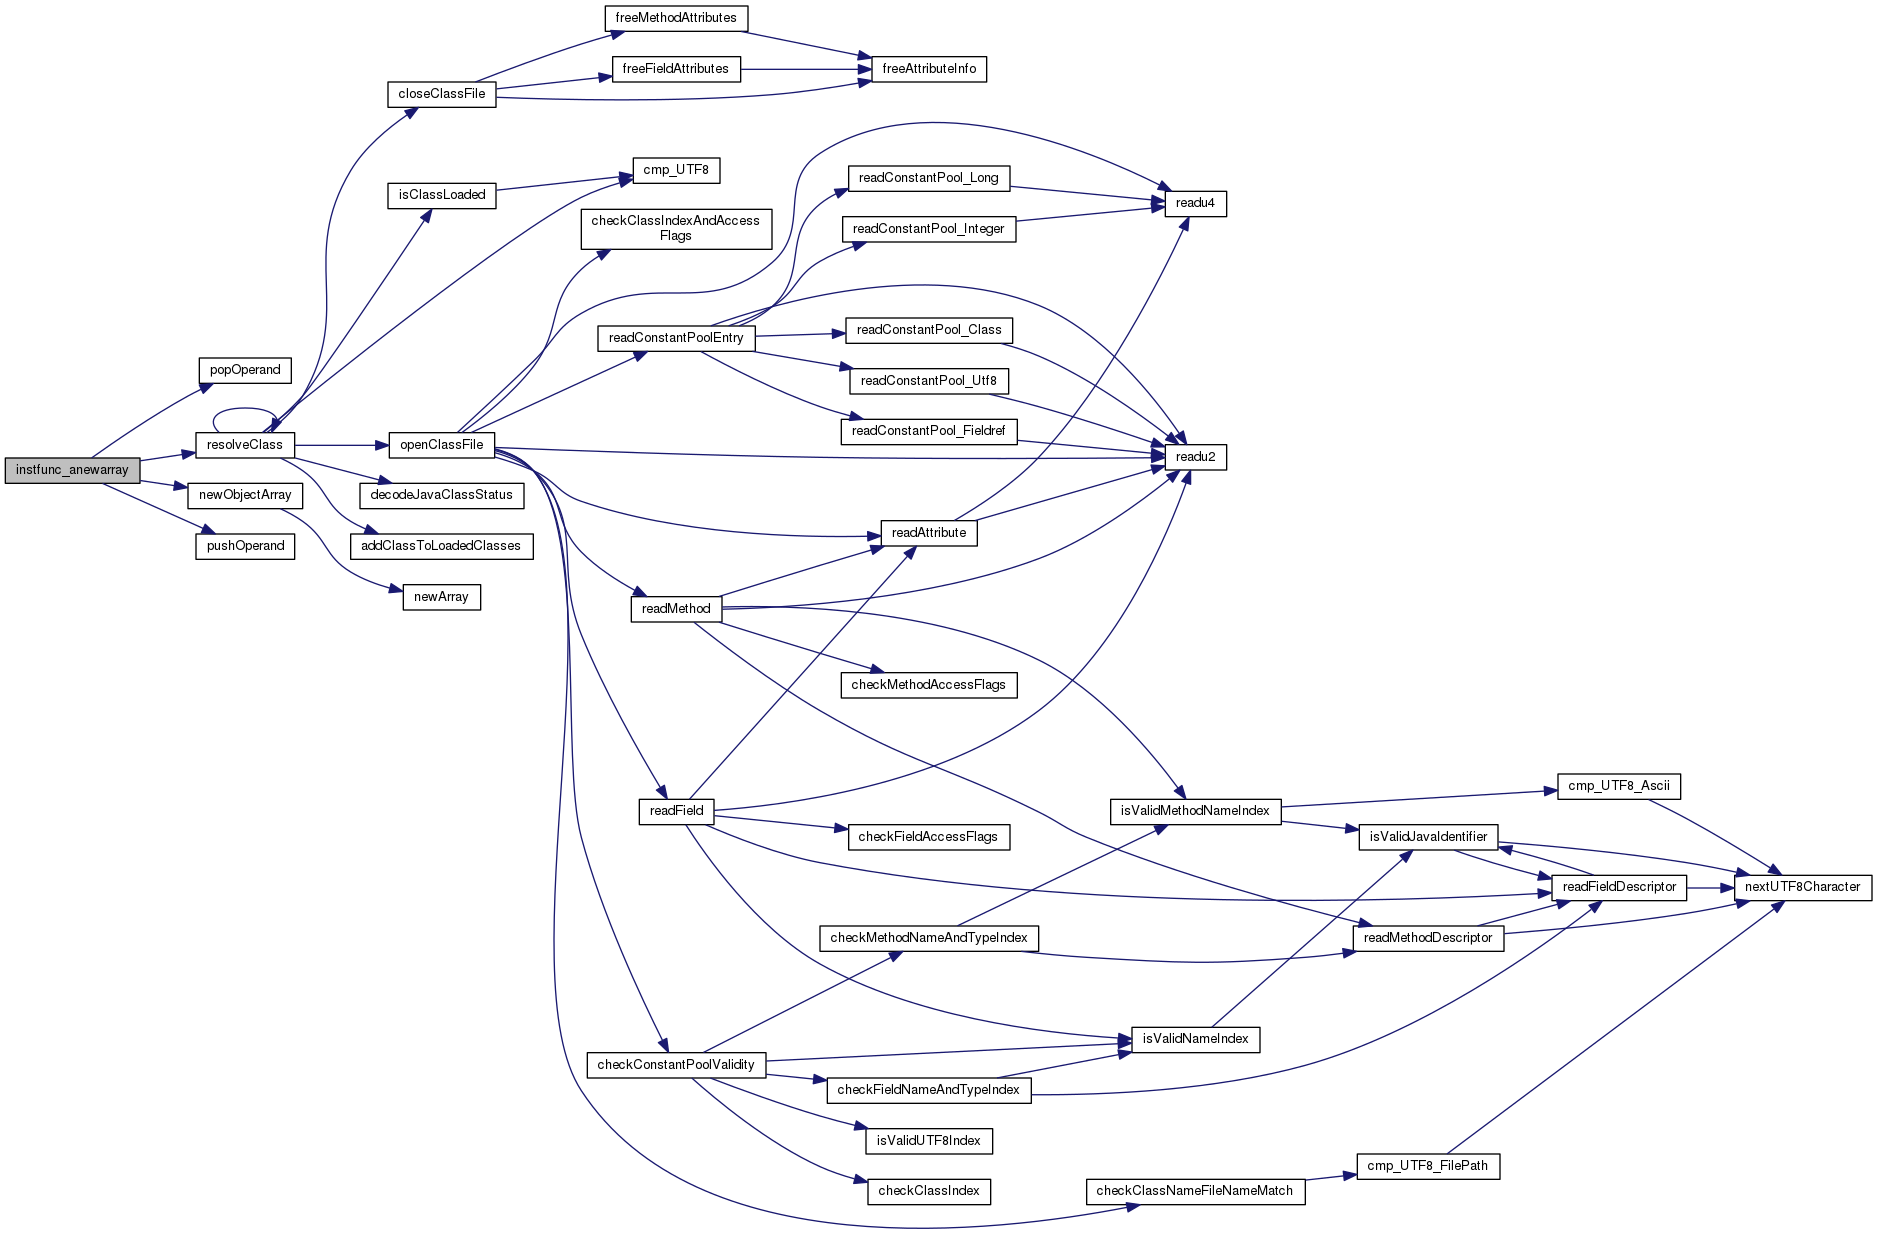 freeMethodAttributes
freeFieldAttributes
freeAttributeInfo
closeClassFile
cmp_UTF8
readConstantPool_Long
isClassLoaded
readu4
checkClassIndexAndAccess
Flags
readConstantPool_Integer
readConstantPool_Class
readConstantPoolEntry
popOperand
readConstantPool_Utf8
readConstantPool_Fieldref
resolveClass
openClassFile
readu2
instfunc_anewarray
newObjectArray
decodeJavaClassStatus
readAttribute
pushOperand
addClassToLoadedClasses
newArray
readMethod
checkMethodAccessFlags
cmp_UTF8_Ascii
readField
isValidMethodNameIndex
checkFieldAccessFlags
isValidJavaIdentifier
readFieldDescriptor
nextUTF8Character
checkMethodNameAndTypeIndex
readMethodDescriptor
isValidNameIndex
checkConstantPoolValidity
checkFieldNameAndTypeIndex
isValidUTF8Index
cmp_UTF8_FilePath
checkClassIndex
checkClassNameFileNameMatch